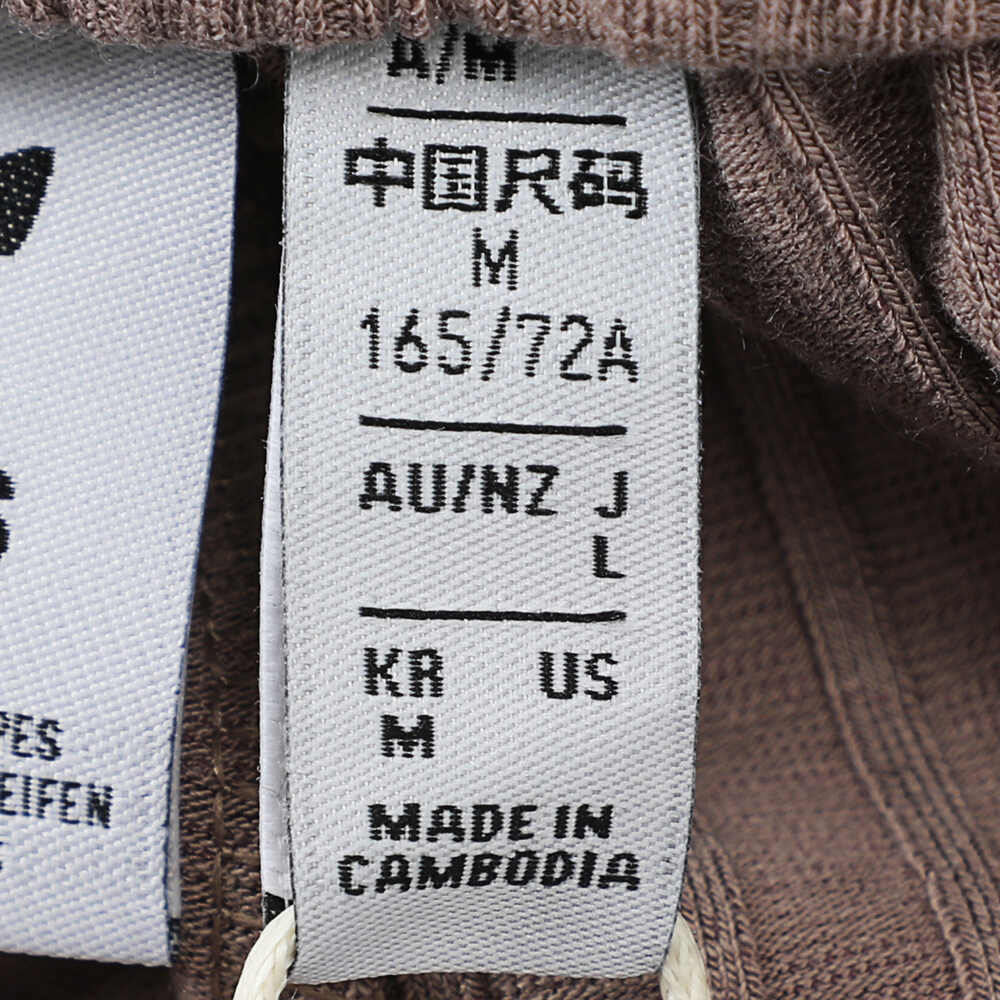 A/M
中国尺码
M
165/72A
AU/NZ J
L
KR US
M
MADE IN
CAMBODIA
PES
EIFEN